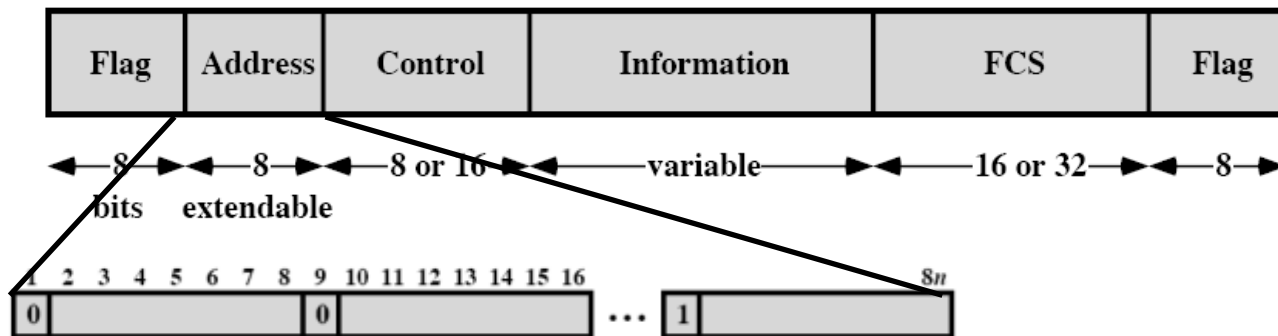 Flag Address Control Information FCS Flag
8 8 8 or 16 variable 16 or 32 8
bits extendable
1 2 3 4 5 6 7 8 9 10 11 12 13 14 15 16 8n
0 0 ... 1